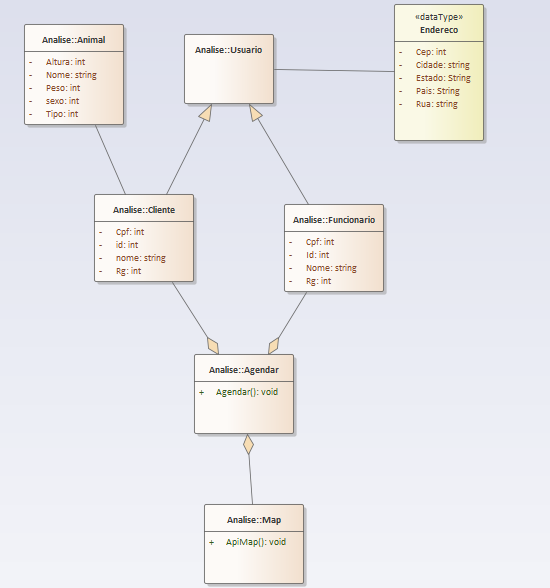 Analise::Animal
- Altura: int
- Nome: string
- Peso: int
- sexo: int
- Tipo: int
Analise::Usuario
«dataType»
Endereco
- Cep: int
- Cidade: string
- Estado: String
- Pais: String
- Rua: string
Analise::Cliente
- Cpf: int
- id: int
- nome: string
- Rg: int
Analise::Funcionario
- Cpf: int
- Id: int
- Nome: string
- Rg: int
Analise::Agendar
+ Agendar(): void
Analise::Map
+ ApiMap(): void